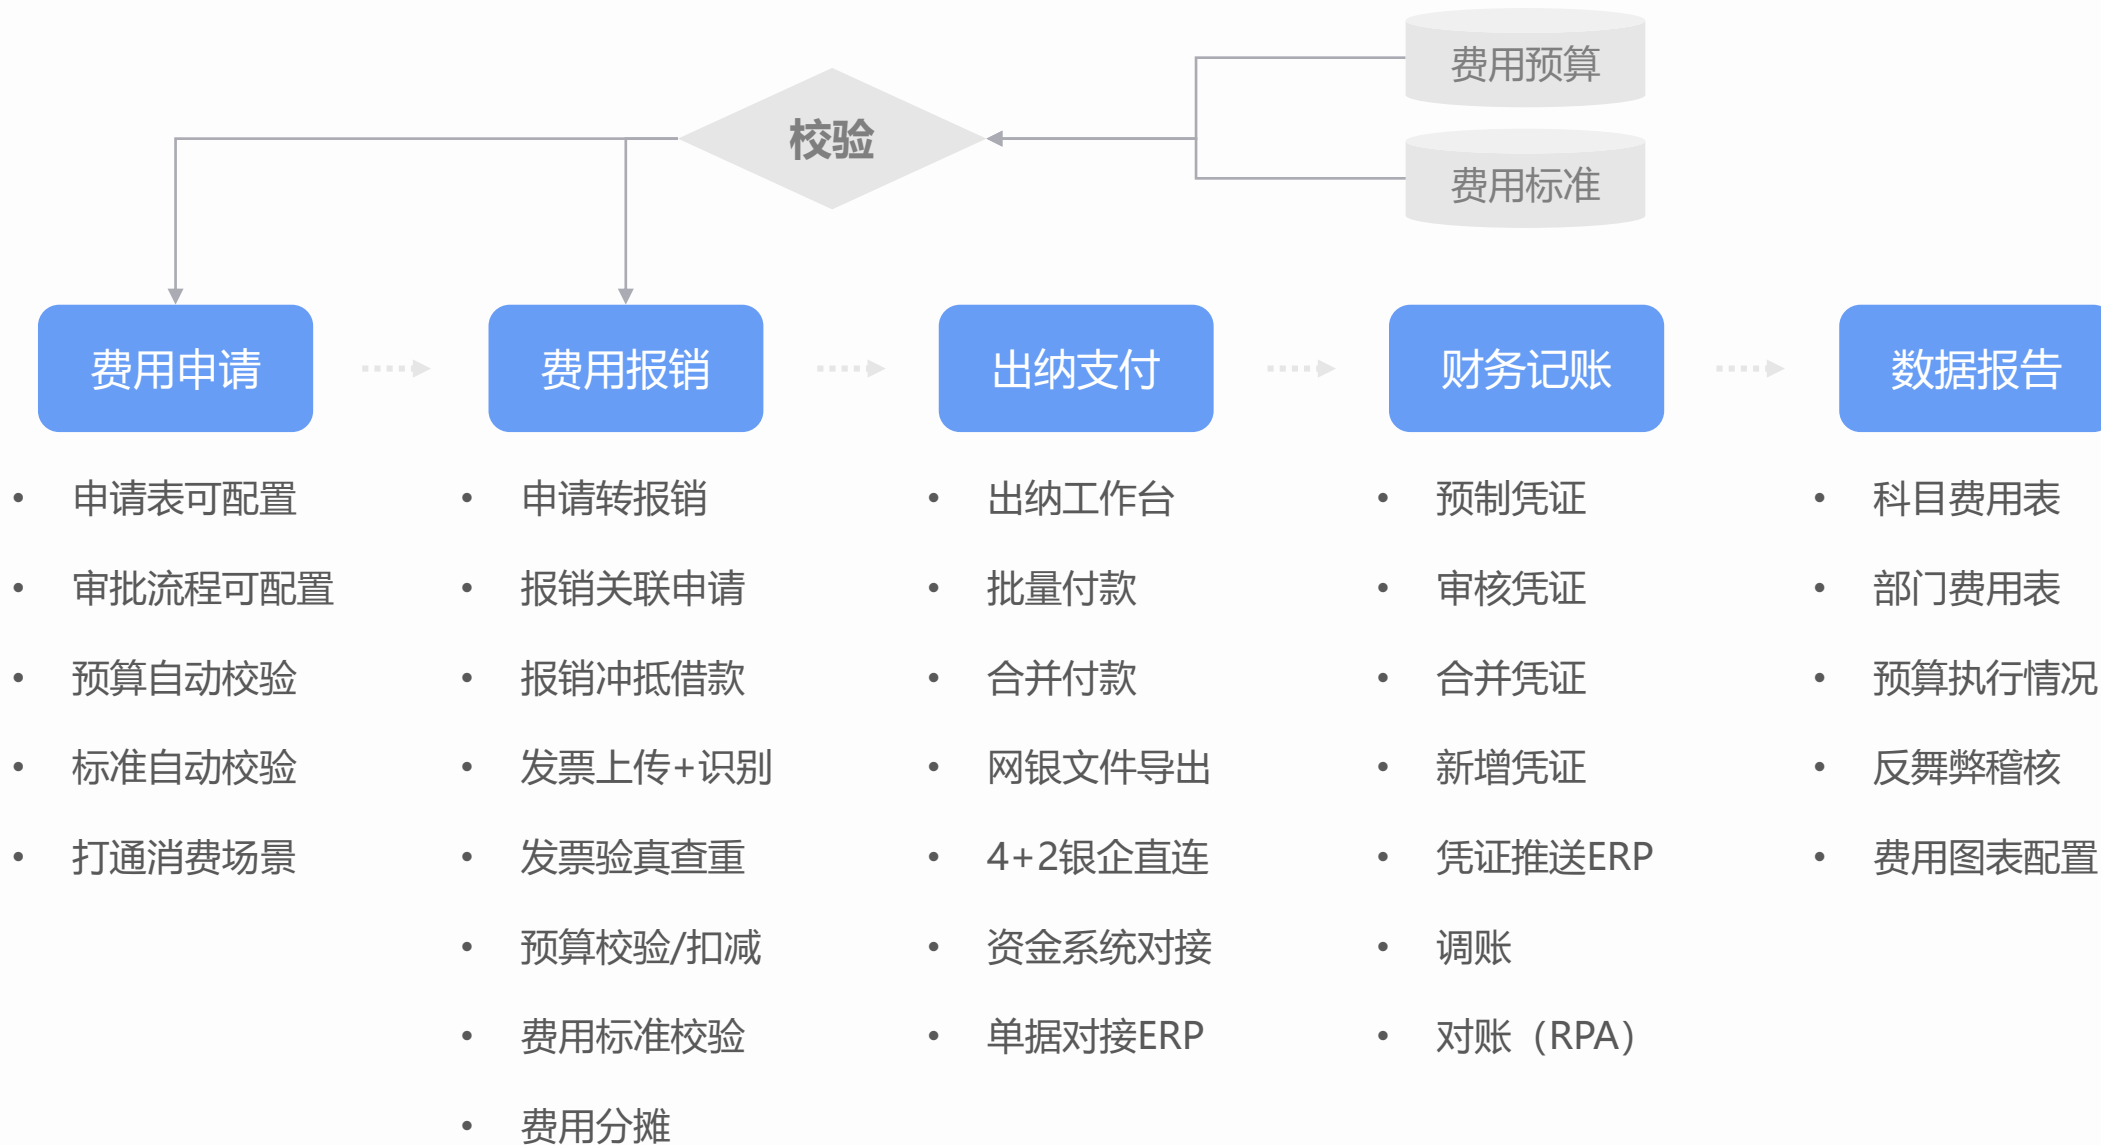 费用预算
校验
费用标准
费用申请
费用报销
出纳支付
财务记账
数据报告
• 申请表可配置
• 审批流程可配置
• 预算自动校验
• 标准自动校验
• 打通消费场景
• 申请转报销
• 报销关联申请
• 报销冲抵借款
• 发票上传+识别
• 发票验真查重
• 预算校验/扣减
• 费用标准校验
• 费用分摊
• 出纳工作台
• 批量付款
• 合并付款
• 网银文件导出
• 4+2银企直连
• 资金系统对接
• 单据对接ERP
• 预制凭证
• 审核凭证
• 合并凭证
• 新增凭证
• 凭证推送ERP
• 调账
• 对账（RPA）
• 科目费用表
• 部门费用表
• 预算执行情况
• 反舞弊稽核
• 费用图表配置